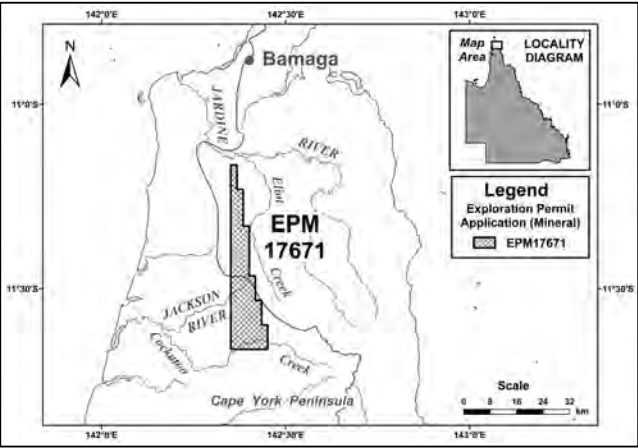 142°0'E 142°30'E 143°0'E
N
Bamaga
Map Area
LOCALITY DIAGRAM
11°0'S
11°0'S
JARDINE
RIVER
Eliot
Creek
Legend
Exploration Permit
Application (Mineral)
EPM17671
EPM
17671
11°30'S
11°30'S
JACKSON
RIVER
Cockatoo
Creek
Cape York Peninsula
Scale
0 8 16 24 32
km
142°0'E 142°30'E 143°0'E